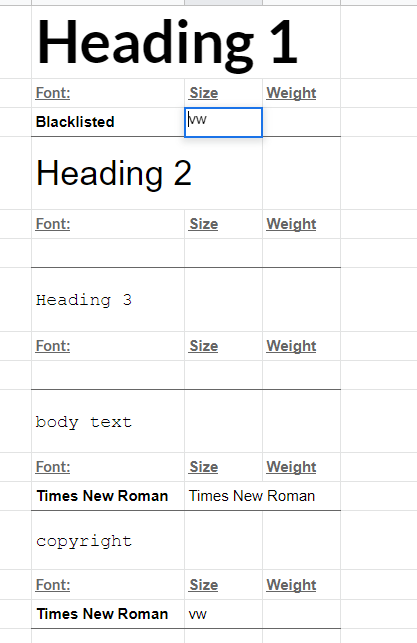 Heading 1
Font: Size Weight
Blacklisted vw
Heading 2
Font: Size Weight
Heading 3
Font: Size Weight
body text
Font: Size Weight
Times New Roman Times New Roman
copyright
Font: Size Weight
Times New Roman vw